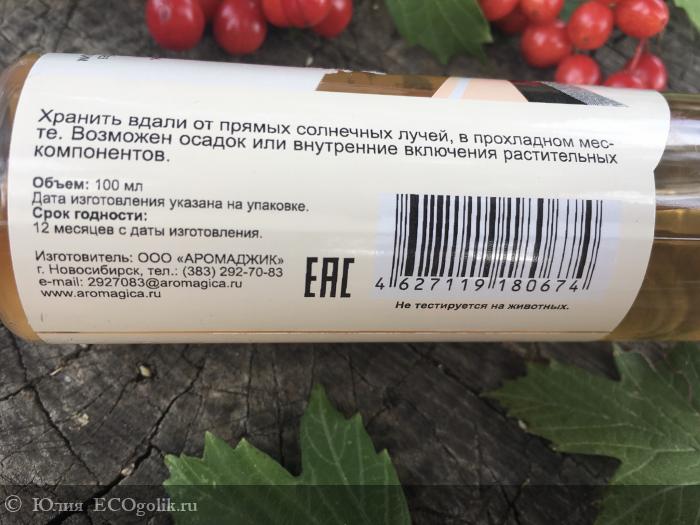 Хранить вдали от прямых солнечных лучей, в прохладном мес-
те. Возможен осадок или внутренние включения растительных
компонентов.
Объем: 100 мл
Дата изготовления указана на упаковке.
Срок годности:
12 месяцев с даты изготовления.
Изготовитель: ООО «АРОМАДЖИК»
г. Новосибирск, тел.: (383) 292-70-83
e-mail: 2927083@aromagica.ru
www.aromagica.ru
EAC
4 627119 180674
Не тестируется на животных.
© Юлия ECOgolik.ru